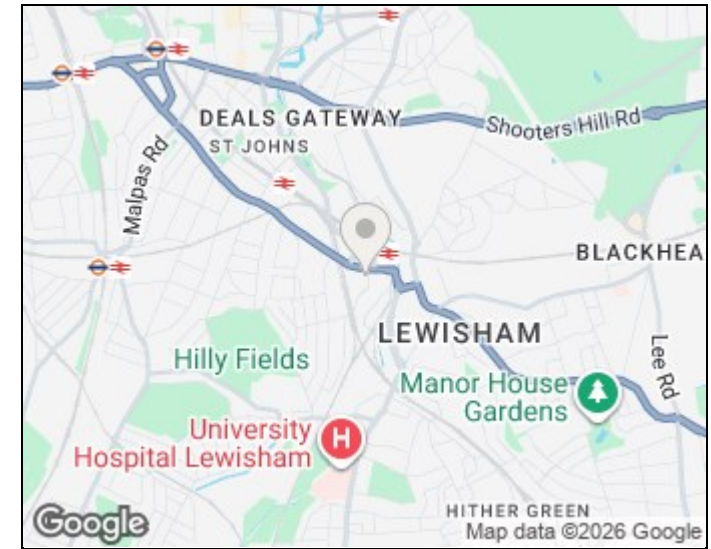 DEALS GATEWAY
Shooters Hill Rd
ST JOHNS
Malpas Rd
BLACKHEA
LEWISHAM
Hilly Fields
Lee Rd
Manor House
Gardens
University
Hospital Lewisham
H
HITHER GREEN
Google
Map data ©2026 Google